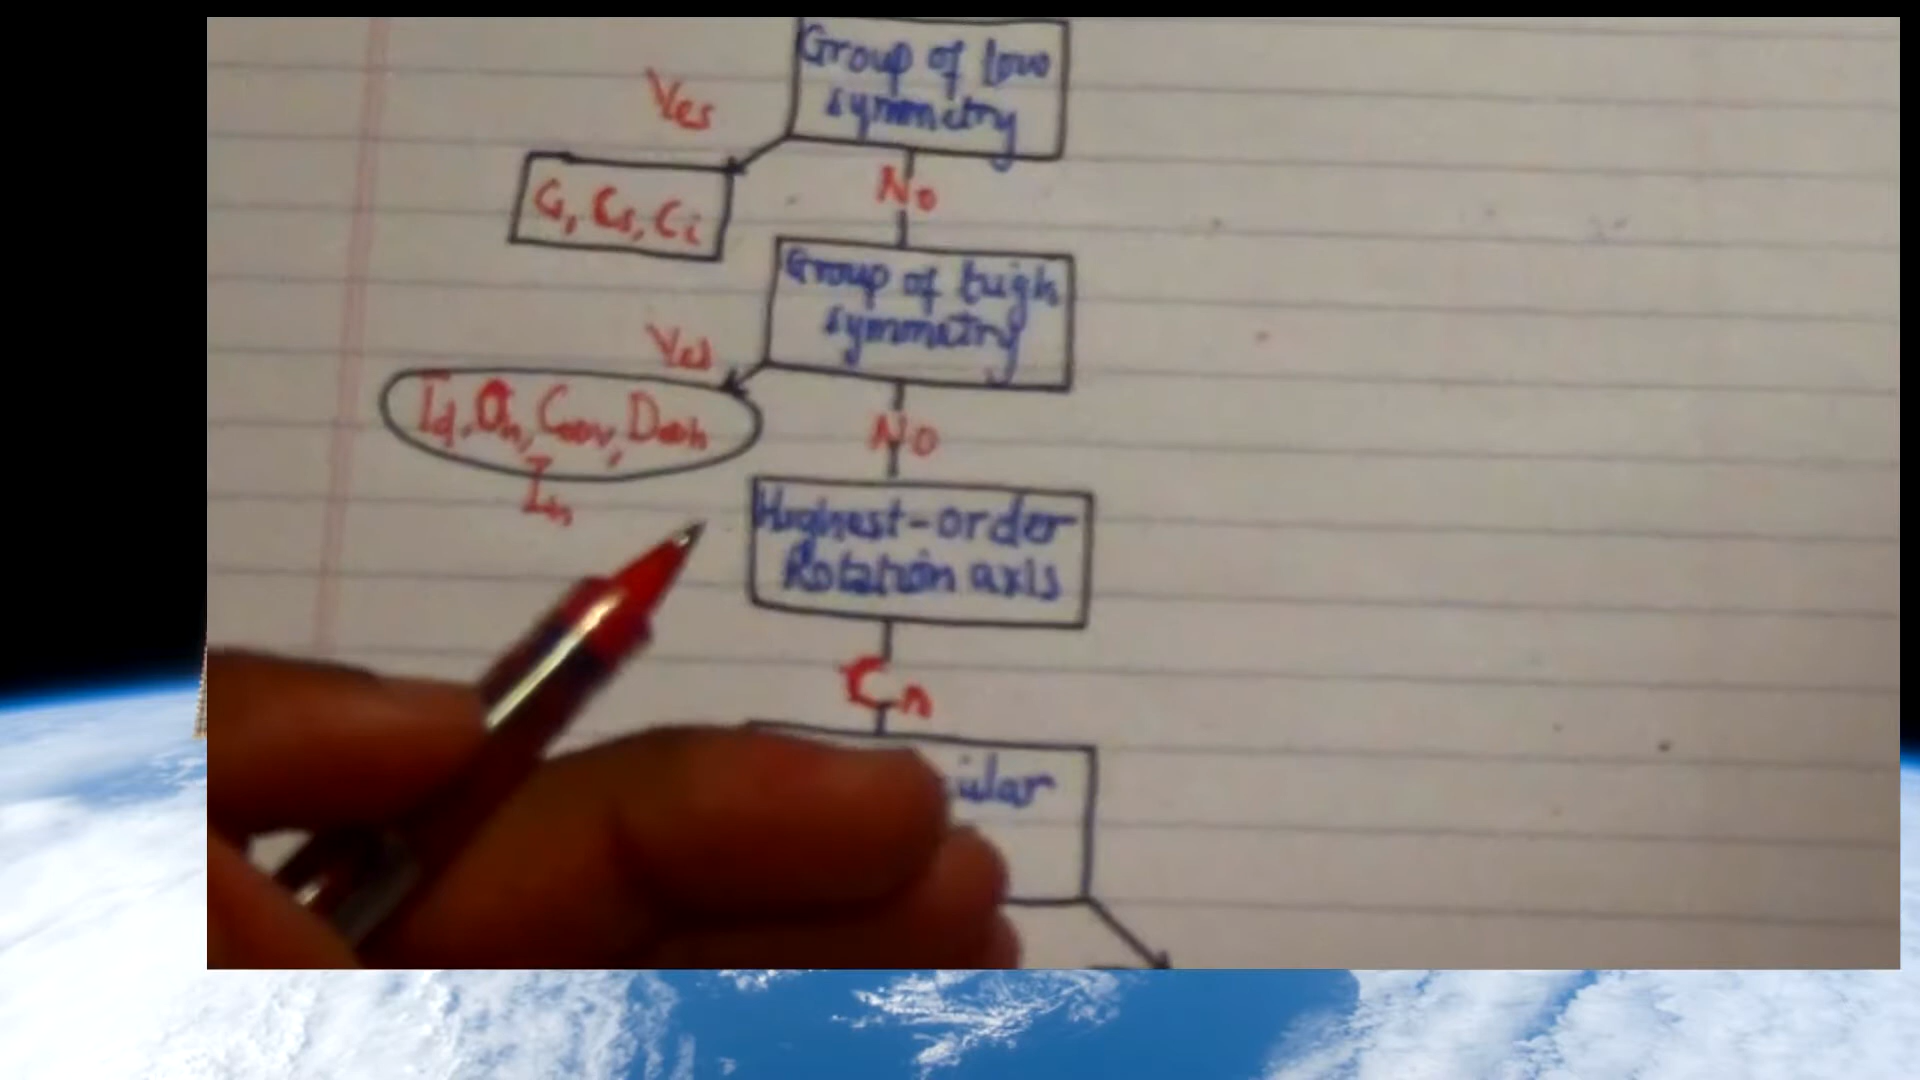 Group of low
symmetry
Yes
No
C₁, Cs, Ci
Group of high
symmetry
Yes
No
Td, Oh, C∞v, D∞h
Ih
Highest-order
Rotation axis
Cn